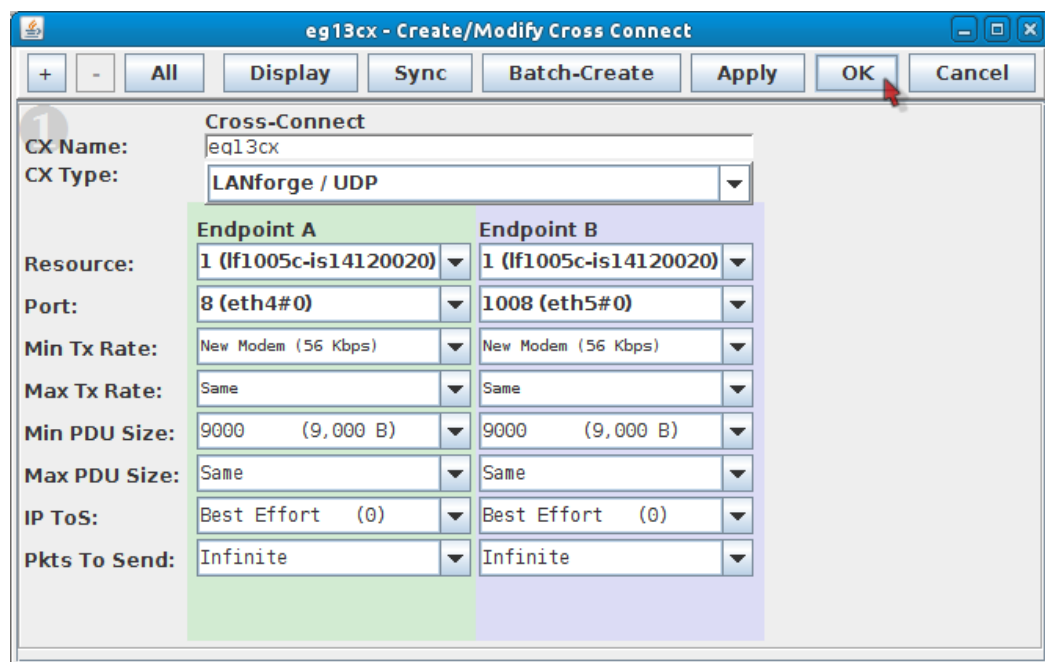 eg13cx - Create/Modify Cross Connect
+ - All Display Sync Batch-Create Apply OK Cancel
1
Cross-Connect
CX Name: eg13cx
CX Type: LANforge / UDP
Endpoint A Endpoint B
Resource: 1 (lf1005c-is14120020) 1 (lf1005c-is14120020)
Port: 8 (eth4#0) 1008 (eth5#0)
Min Tx Rate: New Modem (56 Kbps) New Modem (56 Kbps)
Max Tx Rate: Same Same
Min PDU Size: 9000 (9,000 B) 9000 (9,000 B)
Max PDU Size: Same Same
IP ToS: Best Effort (0) Best Effort (0)
Pkts To Send: Infinite Infinite